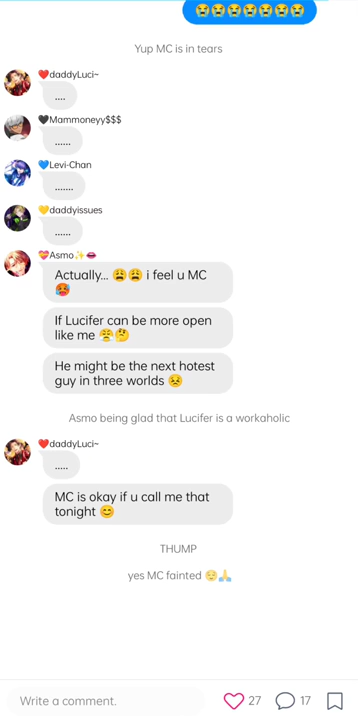 😭😭😭😭😭😭😭
Yup MC is in tears
❤️daddyLuci~
....
🖤Mammoneyy$$$
......
💙Levi-Chan
.......
💛daddyissues
......
💝Asmo✨👄
Actually... 😩😩 i feel u MC
🥵
If Lucifer can be more open
like me 😤🤔
He might be the next hotest
guy in three worlds 😣
Asmo being glad that Lucifer is a workaholic
❤️daddyLuci~
.....
MC is okay if u call me that
tonight 😊
THUMP
yes MC fainted 😌🙏
Write a comment.
27
17